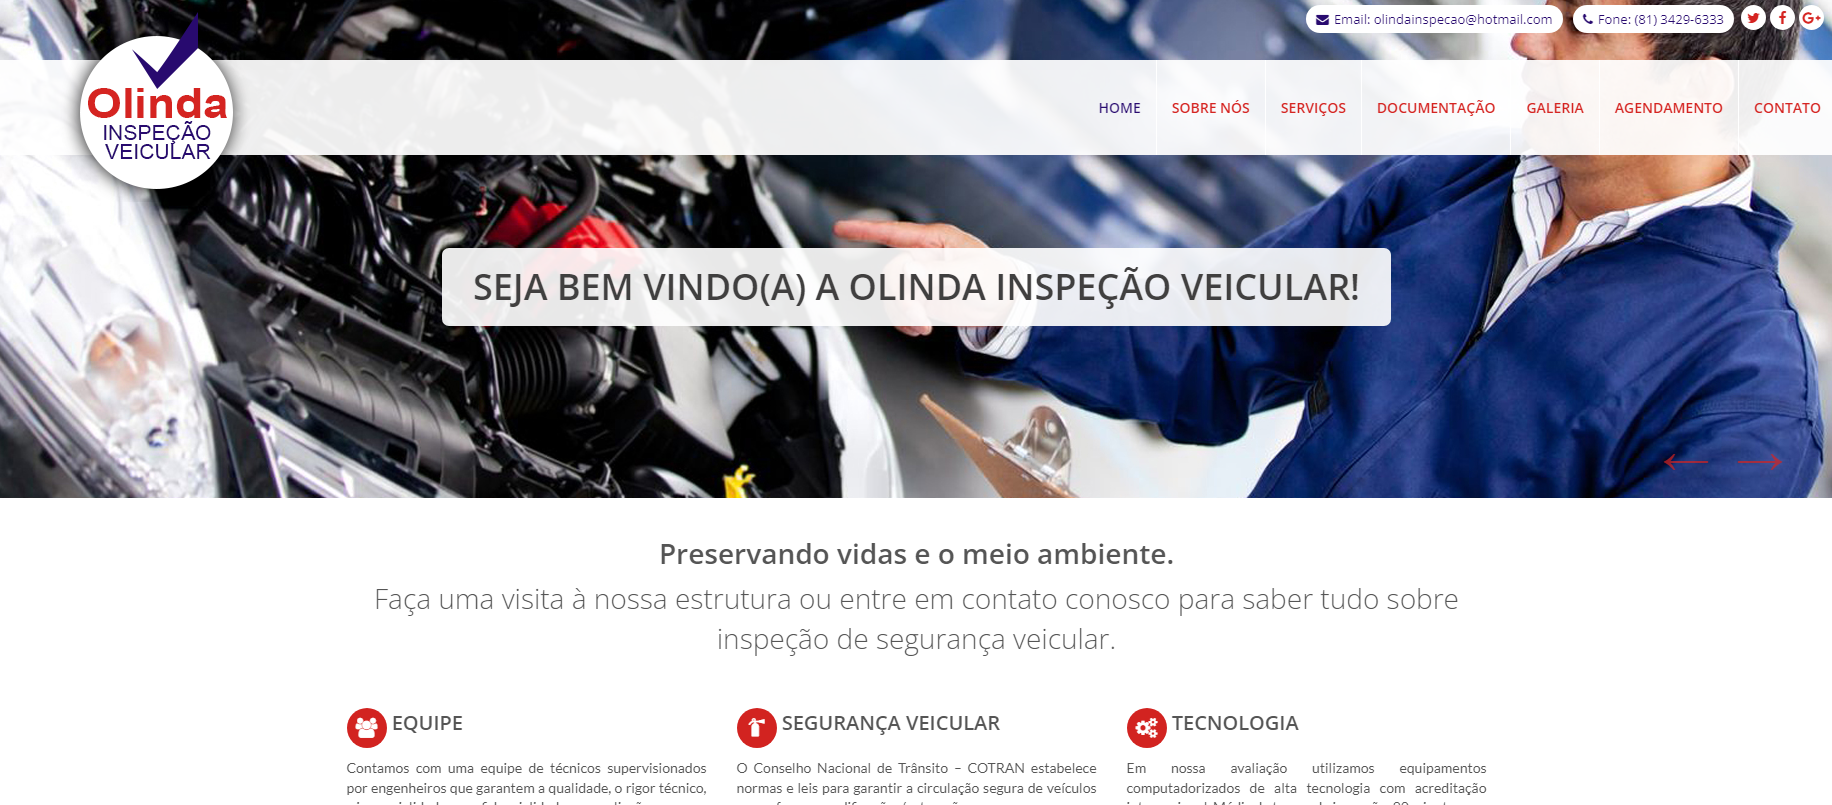 Email: olindainspecao@hotmail.com
Fone: (81) 3429-6333
Olinda
INSPEÇÃO
VEICULAR
HOME
SOBRE NÓS
SERVIÇOS
DOCUMENTAÇÃO
GALERIA
AGENDAMENTO
CONTATO
SEJA BEM VINDO(A) A OLINDA INSPEÇÃO VEICULAR!
Preservando vidas e o meio ambiente.
Faça uma visita à nossa estrutura ou entre em contato conosco para saber tudo sobre
inspeção de segurança veicular.
EQUIPE
Contamos com uma equipe de técnicos supervisionados
por engenheiros que garantem a qualidade, o rigor técnico,
SEGURANÇA VEICULAR
O Conselho Nacional de Trânsito – COTRAN estabelece
normas e leis para garantir a circulação segura de veículos
TECNOLOGIA
Em nossa avaliação utilizamos equipamentos
computadorizados de alta tecnologia com acreditação